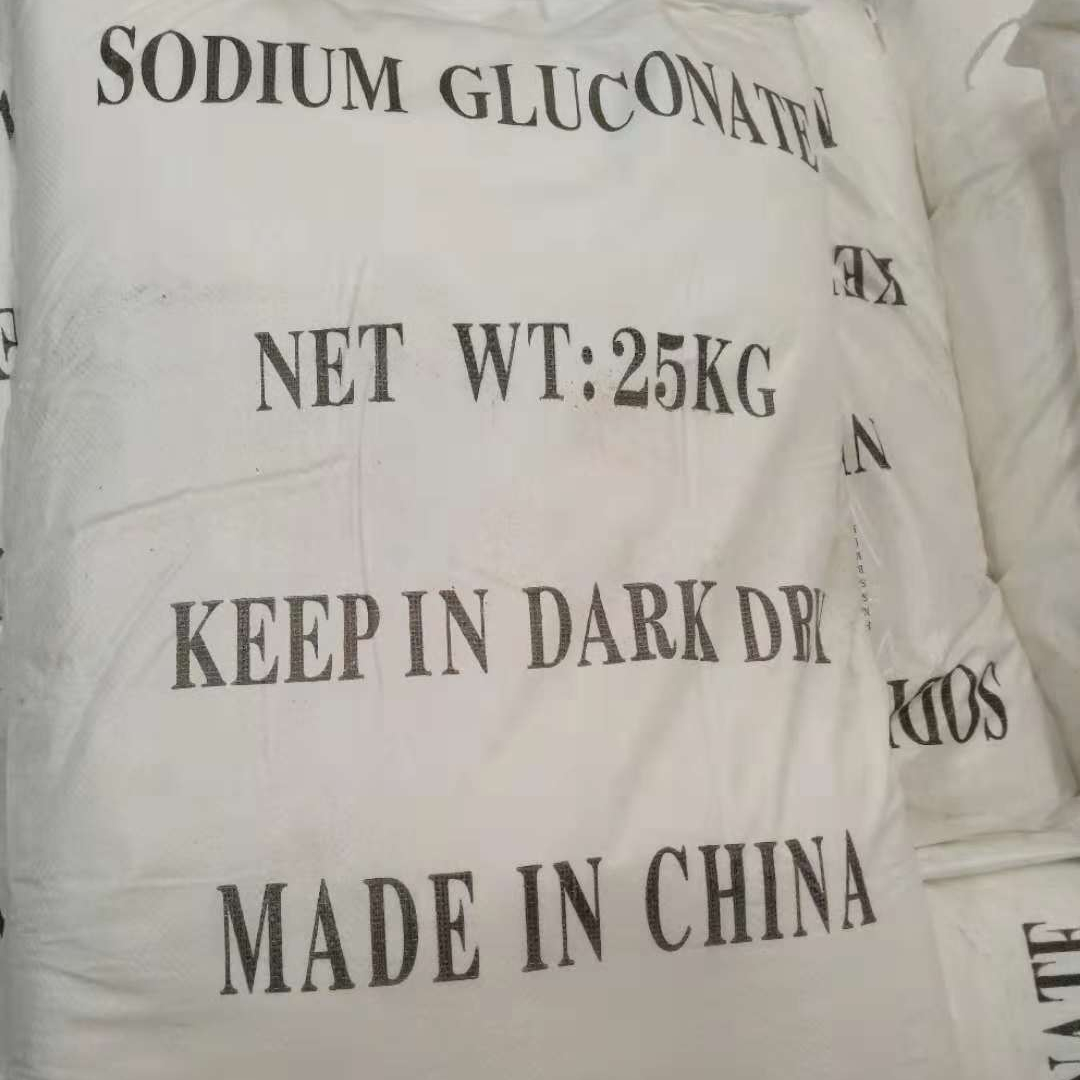 SODIUM GLUCONATE
NET WT:25KG
KEEP IN DARK
MADE IN CHINA